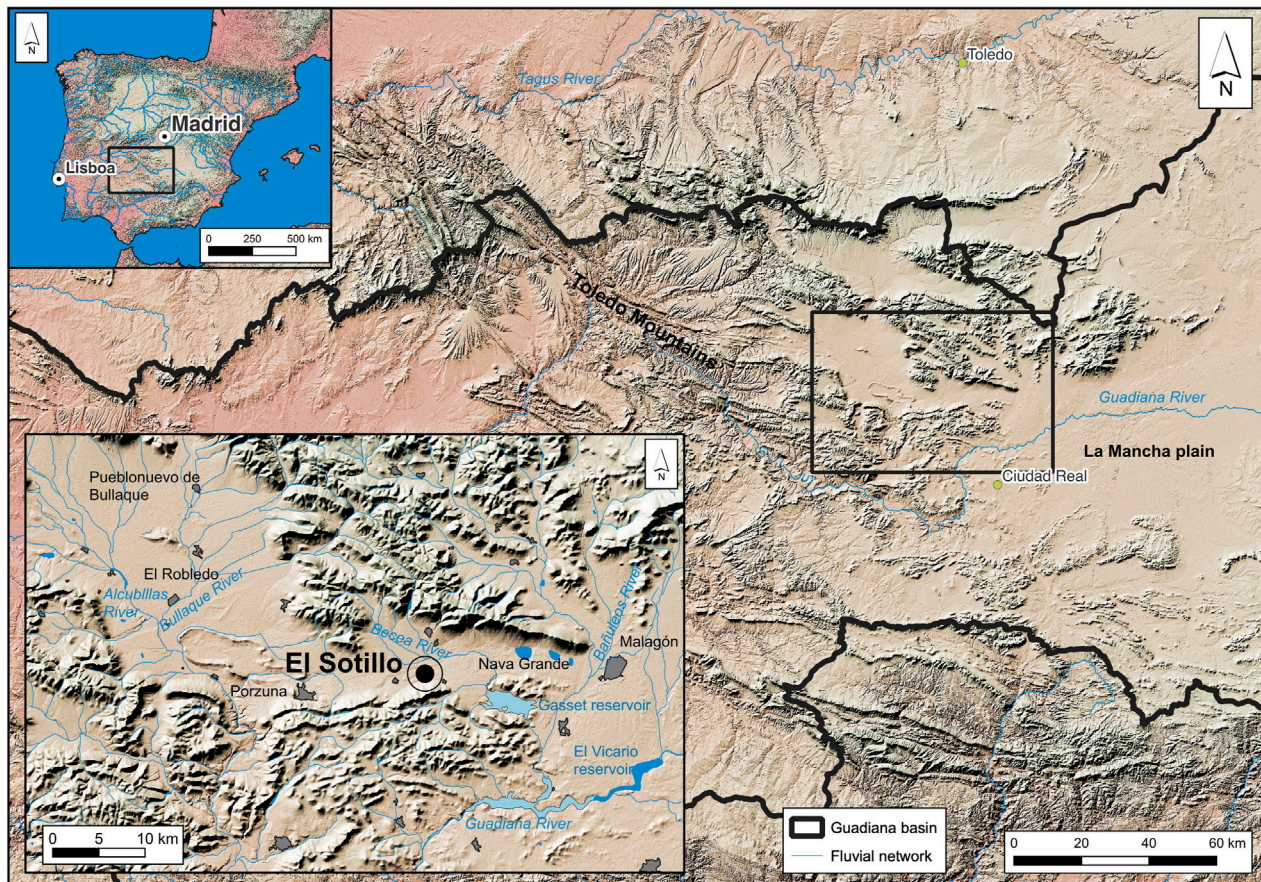 N
Madrid
Lisboa
0 250 500 km
Tagus River
Toledo
N
Toledo Mountains
Guadiana River
La Mancha plain
Ciudad Real
N
Pueblonuevo de
Bullaque
El Robledo
Alcublllas
River
Bullaque River
Becea River
Bañuleos River
Malagón
El Sotillo
Nava Grande
Porzuna
Gasset reservoir
El Vicario
reservoir
Guadiana River
0 5 10 km
Guadiana basin
Fluvial network
0 20 40 60 km